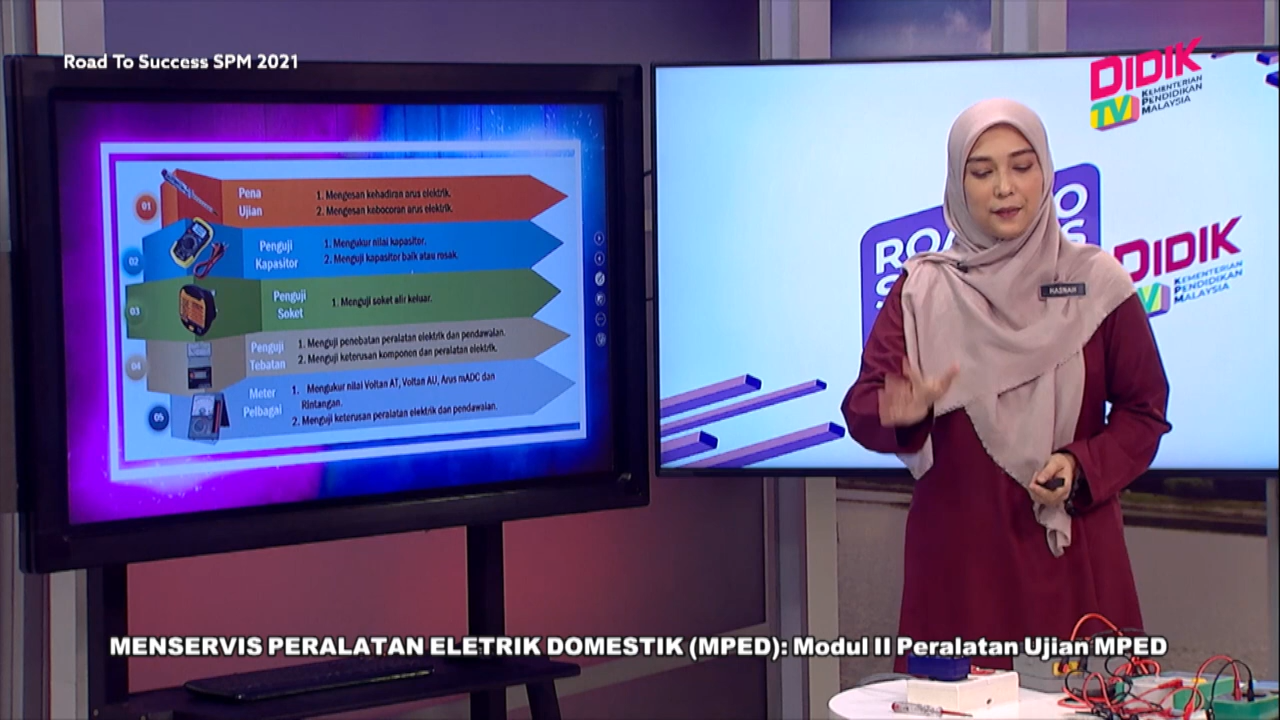 Road To Success SPM 2021
DIDIK
TV
KEMENTERIAN
PENDIDIKAN
MALAYSIA
01
Pena
Ujian
1. Mengesan kehadiran arus elektrik.
2. Mengesan kebocoran arus elektrik.
02
Penguji
Kapasitor
1. Mengukur nilai kapasitor.
2. Menguji kapasitor baik atau rosak.
03
Penguji
Soket
1. Menguji soket alir keluar.
04
Penguji
Tebatan
1. Menguji penebatan peralatan elektrik dan pendawaian.
2. Menguji keterusan komponen dan peralatan elektrik.
05
Meter
Pelbagai
1. Mengukur nilai Voltan AT, Voltan AU, Arus mADC dan
Rintangan.
2. Menguji keterusan peralatan elektrik dan pendawaian.
DIDIK
KEMENTERIAN
PENDIDIKAN
MALAYSIA
HASNAH
MENSERVIS PERALATAN ELETRIK DOMESTIK (MPED): Modul II Peralatan Ujian MPED